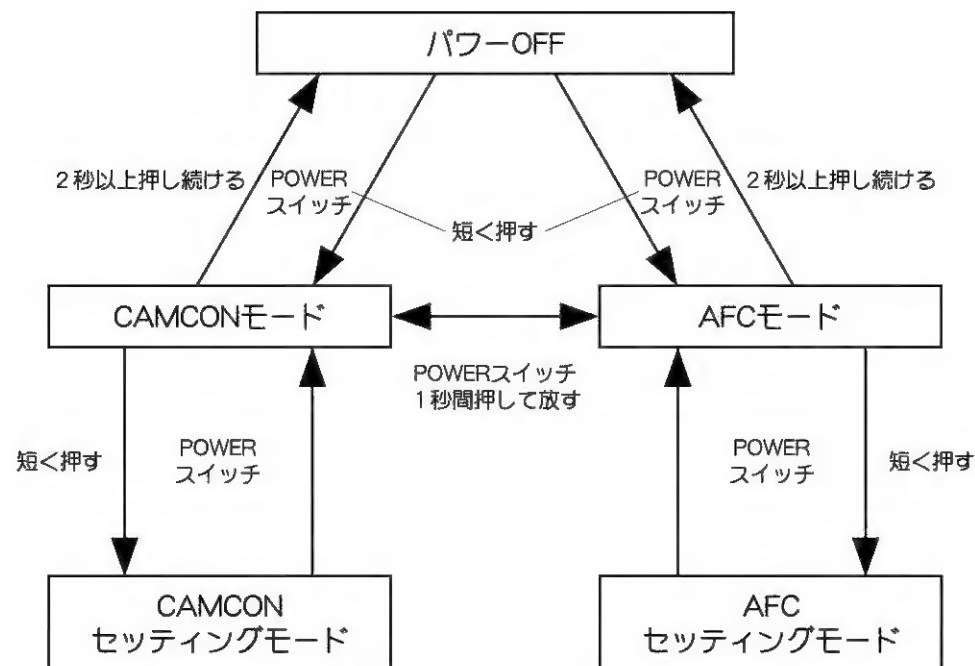 パワーOFF
2秒以上押し続ける
POWER
スイッチ
短く押す
POWER
スイッチ
2秒以上押し続ける
CAMCONモード
AFCモード
POWERスイッチ
1秒間押して放す
短く押す
POWER
スイッチ
POWER
スイッチ
短く押す
CAMCON
セッティングモード
AFC
セッティングモード